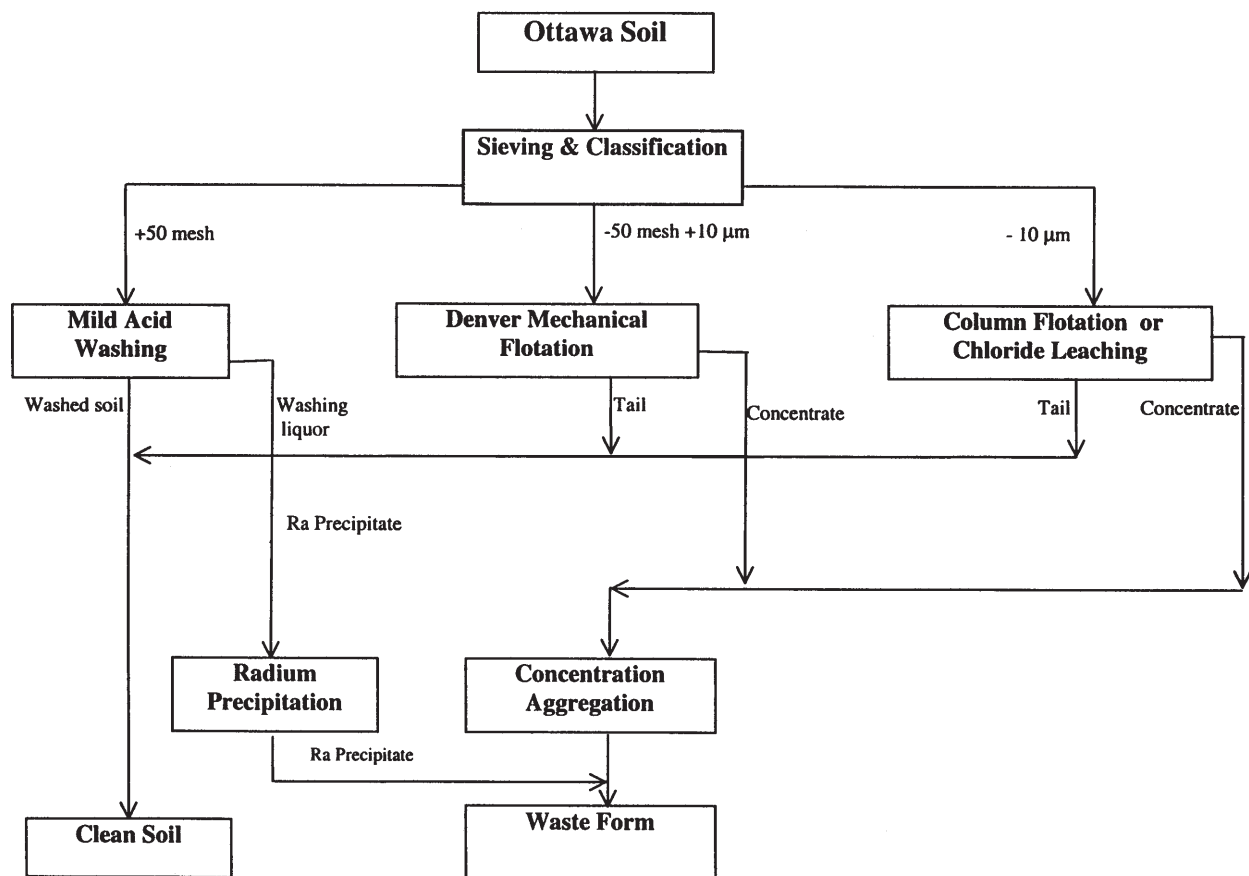 Ottawa Soil
Sieving & Classification
+50 mesh
-50 mesh +10 μm
- 10 μm
Mild Acid
Washing
Denver Mechanical
Flotation
Column Flotation or
Chloride Leaching
Washed soil
Washing
liquor
Tail
Concentrate
Tail
Concentrate
Ra Precipitate
Radium
Precipitation
Concentration
Aggregation
Ra Precipitate
Clean Soil
Waste Form